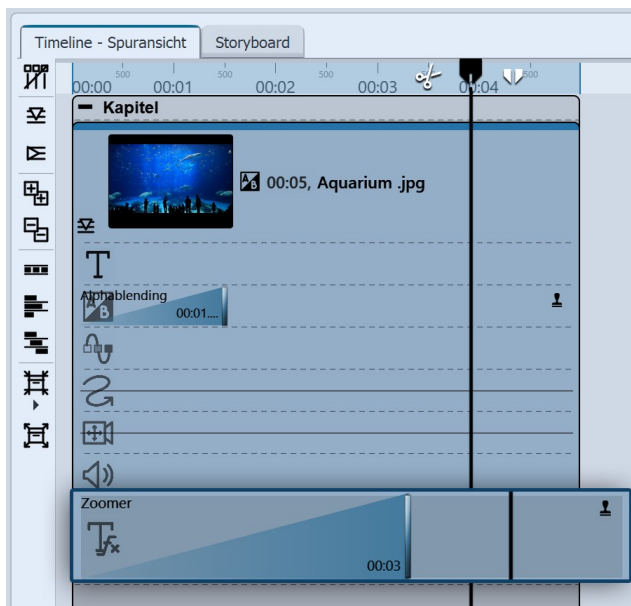 Timeline - Spuransicht Storyboard
500 500 500 500
00:00 00:01 00:02 00:03 00:04
Kapitel
A/B 00:05, Aquarium .jpg
T
Alphablending
A/B 00:01....
Zoomer
Tfx
00:03